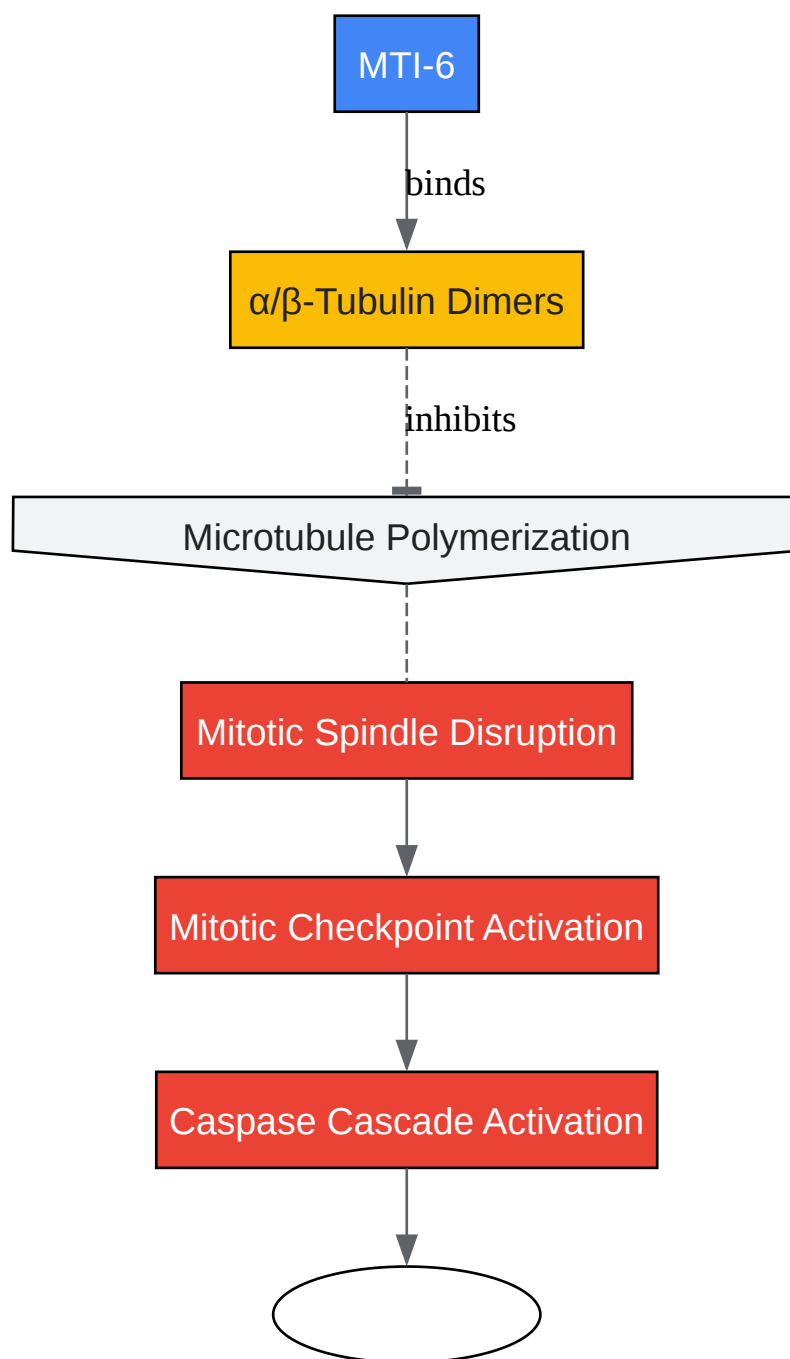 MTI-6
binds
α/β-Tubulin Dimers
inhibits
Microtubule Polymerization
Mitotic Spindle Disruption
Mitotic Checkpoint Activation
Caspase Cascade Activation